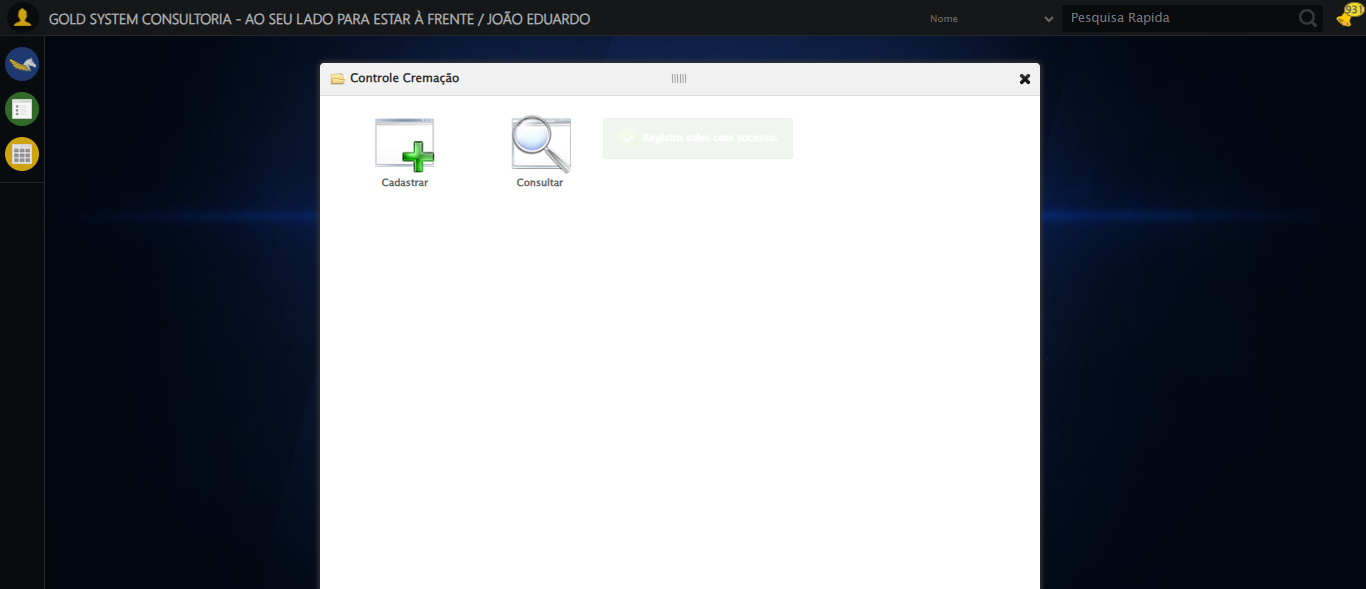 GOLD SYSTEM CONSULTORIA - AO SEU LADO PARA ESTAR À FRENTE / JOÃO EDUARDO
Nome
Pesquisa Rapida
931
Controle Cremação
Registro salvo com sucesso.
Cadastrar
Consultar